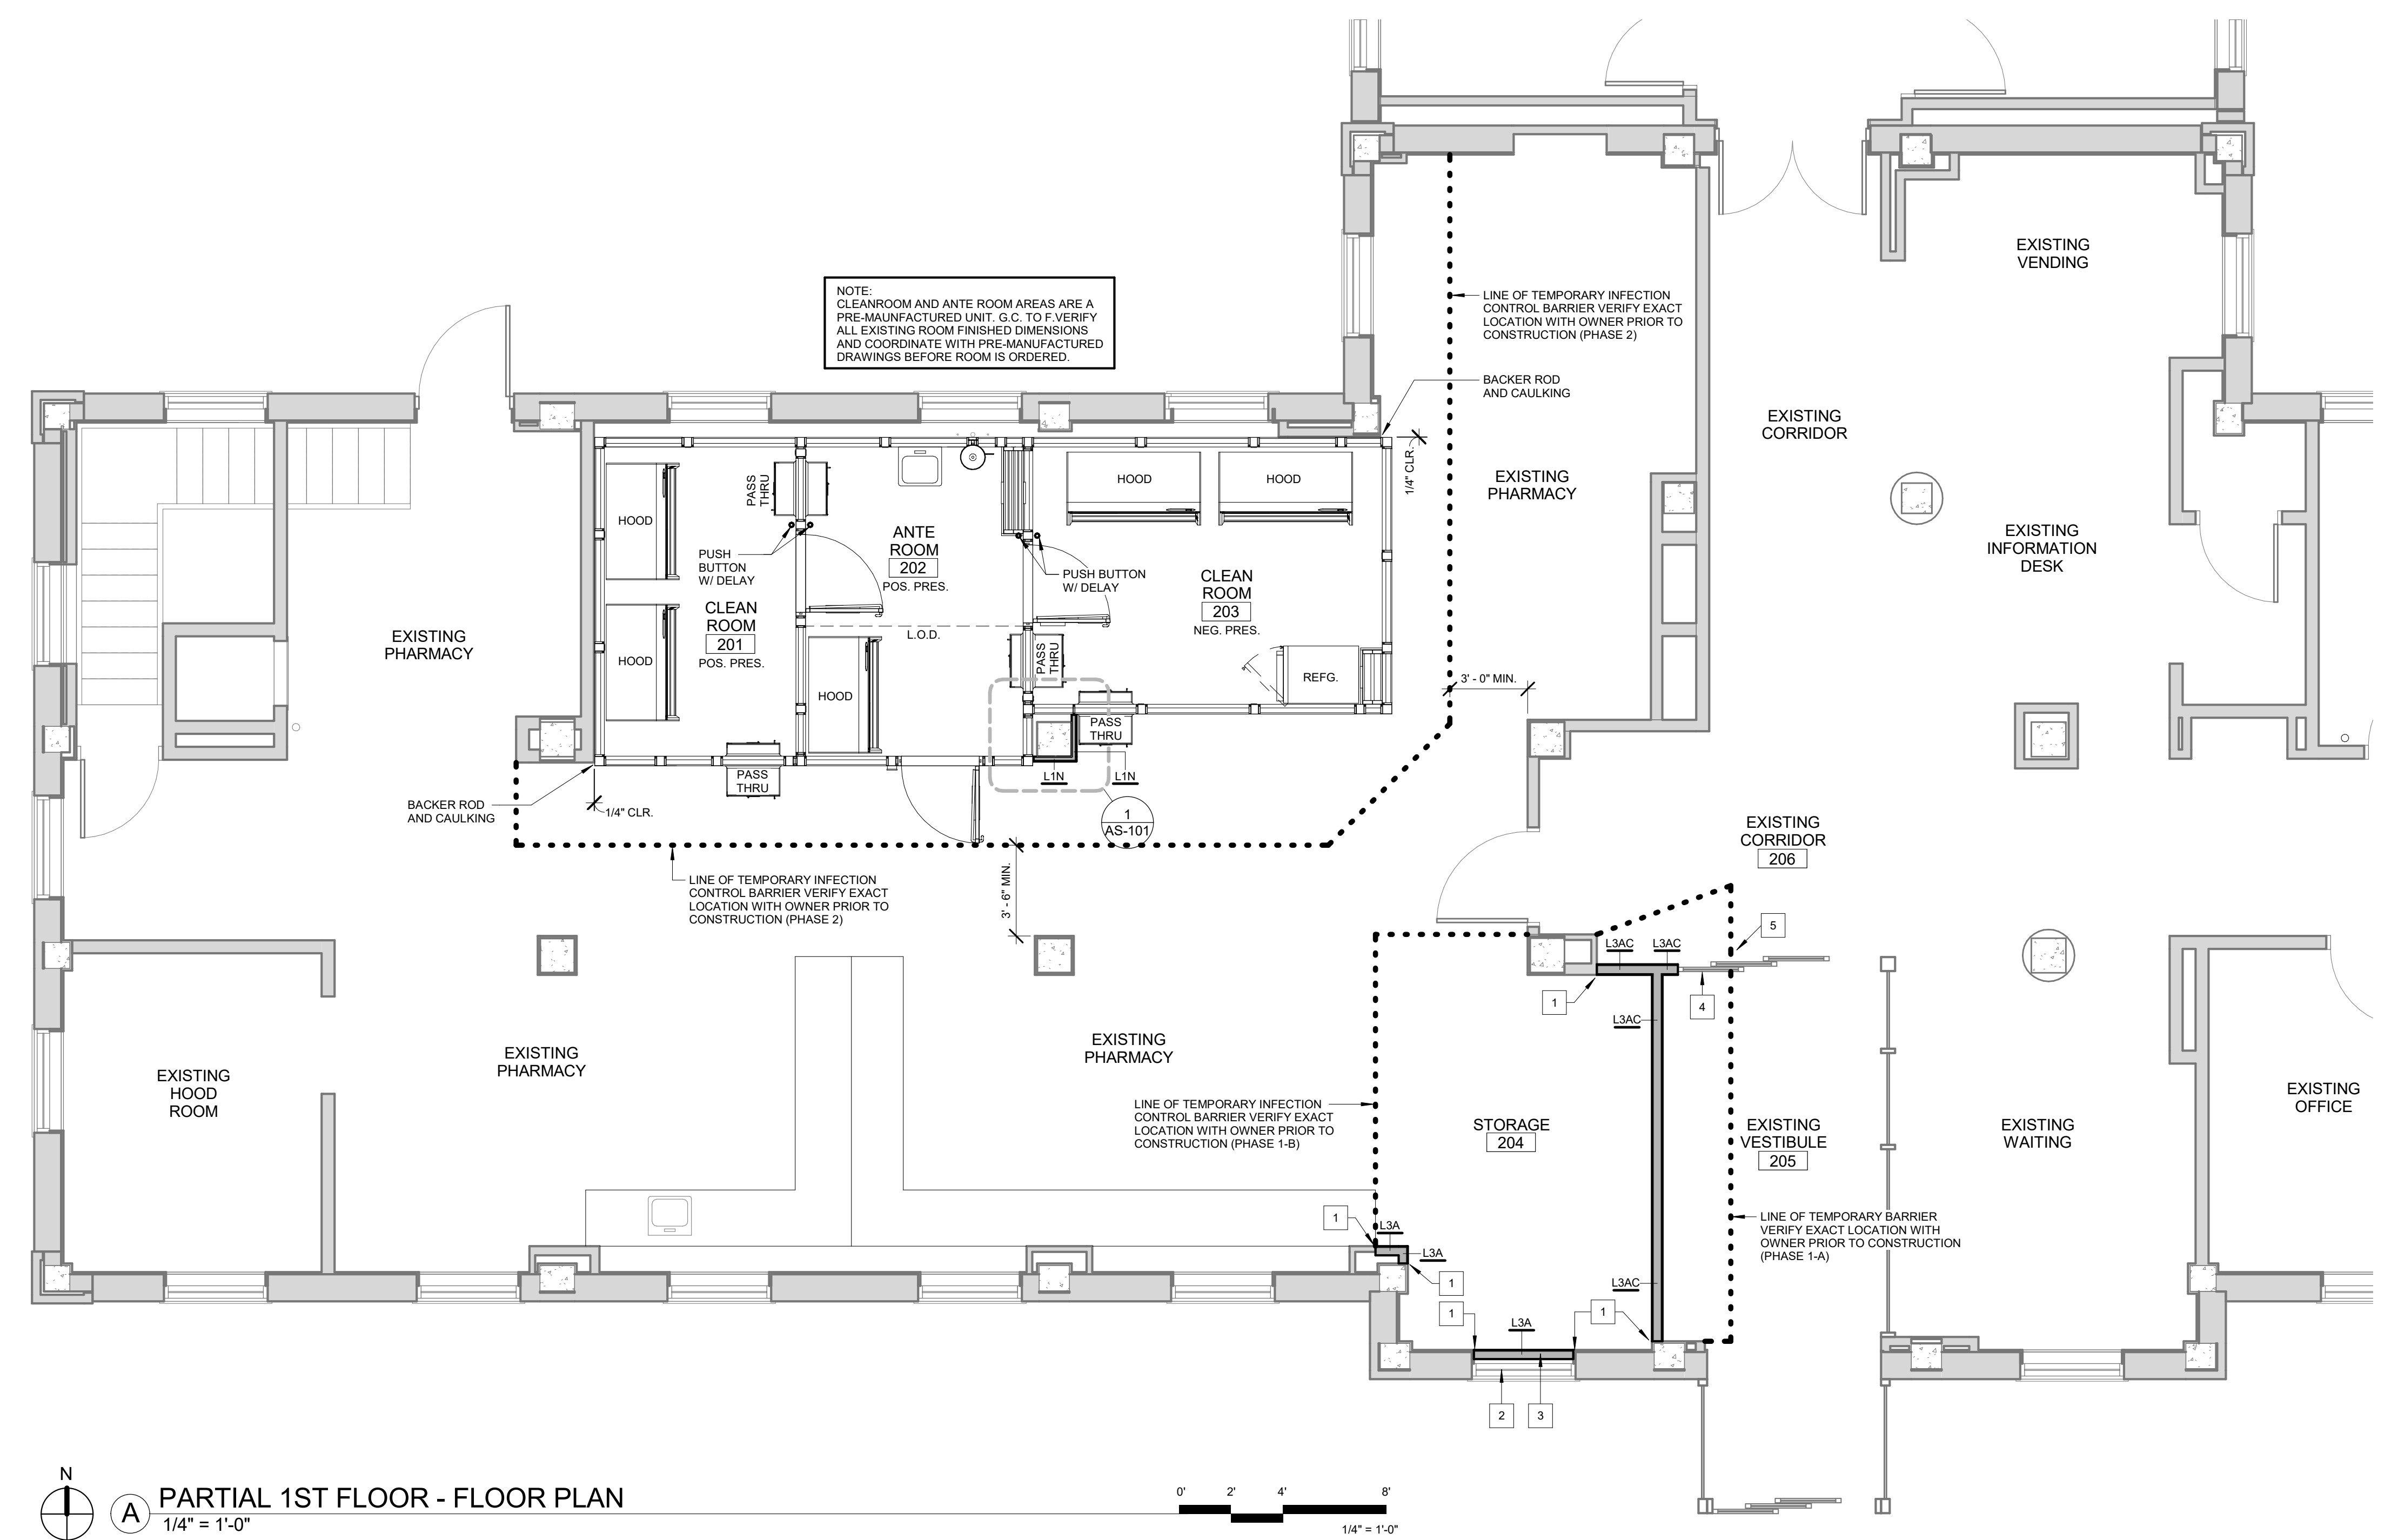 EXISTING
VENDING
NOTE:
CLEANROOM AND ANTE ROOM AREAS ARE A
PRE-MAUNFACTURED UNIT. G.C. TO F.VERIFY
ALL EXISTING ROOM FINISHED DIMENSIONS
AND COORDINATE WITH PRE-MANUFACTURED
DRAWINGS BEFORE ROOM IS ORDERED.
LINE OF TEMPORARY INFECTION
CONTROL BARRIER VERIFY EXACT
LOCATION WITH OWNER PRIOR TO
CONSTRUCTION (PHASE 2)
BACKER ROD
AND CAULKING
EXISTING
CORRIDOR
1/4" CLR.
EXISTING
PHARMACY
EXISTING
INFORMATION
DESK
HOOD
PASS
THRU
ANTE
ROOM
202
POS. PRES.
HOOD
HOOD
PUSH
BUTTON
W/ DELAY
PUSH BUTTON
W/ DELAY
CLEAN
ROOM
203
NEG. PRES.
EXISTING
PHARMACY
CLEAN
ROOM
201
POS. PRES.
L.O.D.
HOOD
HOOD
PASS
THRU
REFG.
3' - 0" MIN.
PASS
THRU
L1N
L1N
PASS
THRU
BACKER ROD
AND CAULKING
1/4" CLR.
1
AS-101
EXISTING
CORRIDOR
206
LINE OF TEMPORARY INFECTION
CONTROL BARRIER VERIFY EXACT
LOCATION WITH OWNER PRIOR TO
CONSTRUCTION (PHASE 2)
3' - 6" MIN.
5
L3AC
L3AC
1
4
L3AC
EXISTING
HOOD
ROOM
EXISTING
PHARMACY
EXISTING
PHARMACY
LINE OF TEMPORARY INFECTION
CONTROL BARRIER VERIFY EXACT
LOCATION WITH OWNER PRIOR TO
CONSTRUCTION (PHASE 1-B)
STORAGE
204
EXISTING
VESTIBULE
205
EXISTING
WAITING
EXISTING
OFFICE
1
L3A
L3A
LINE OF TEMPORARY BARRIER
VERIFY EXACT LOCATION WITH
OWNER PRIOR TO CONSTRUCTION
(PHASE 1-A)
1
L3AC
1
L3A
1
2
3
N
A
PARTIAL 1ST FLOOR - FLOOR PLAN
1/4" = 1'-0"
0'
2'
4'
8'
1/4" = 1'-0"